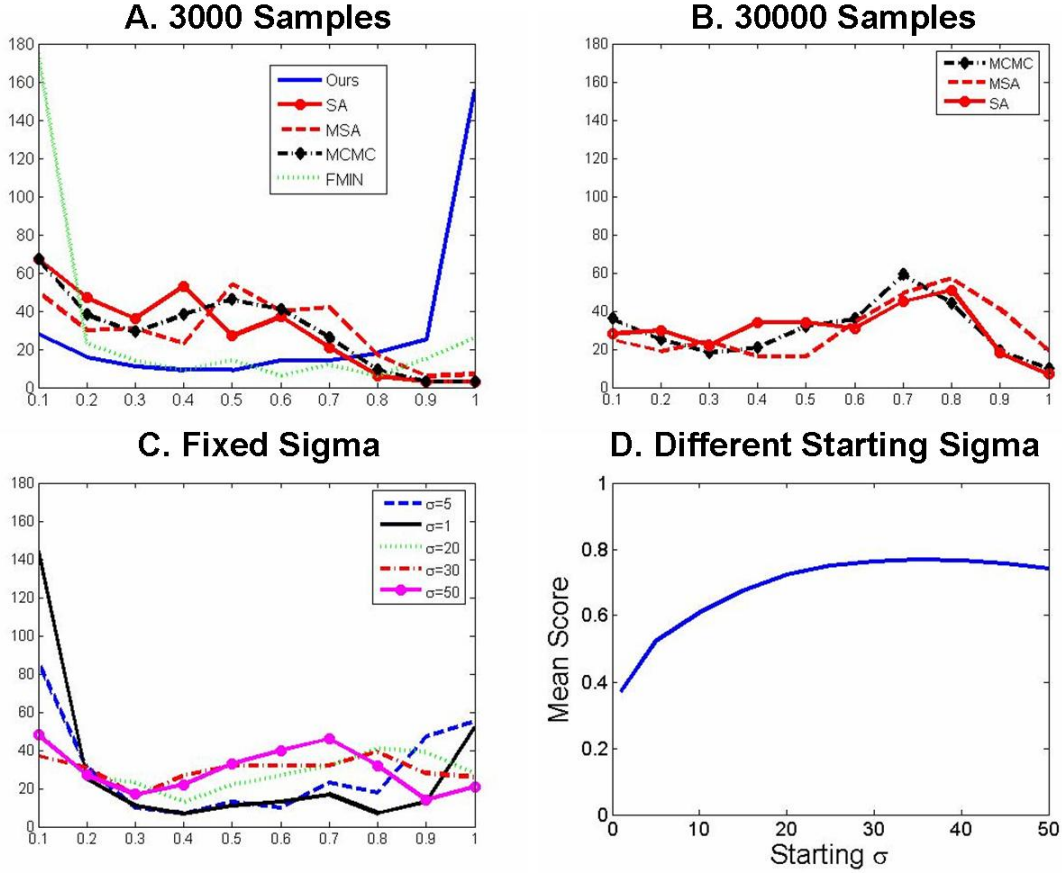 A. 3000 Samples
180
160
140
120
100
80
60
40
20
0
0.1 0.2 0.3 0.4 0.5 0.6 0.7 0.8 0.9 1
Ours
SA
MSA
MCMC
FMIN
B. 30000 Samples
180
160
140
120
100
80
60
40
20
0
0.1 0.2 0.3 0.4 0.5 0.6 0.7 0.8 0.9 1
MCMC
MSA
SA
C. Fixed Sigma
180
160
140
120
100
80
60
40
20
0
0.1 0.2 0.3 0.4 0.5 0.6 0.7 0.8 0.9 1
σ=5
σ=1
σ=20
σ=30
σ=50
D. Different Starting Sigma
Mean Score
1
0.8
0.6
0.4
0.2
0
0 10 20 30 40 50
Starting σ